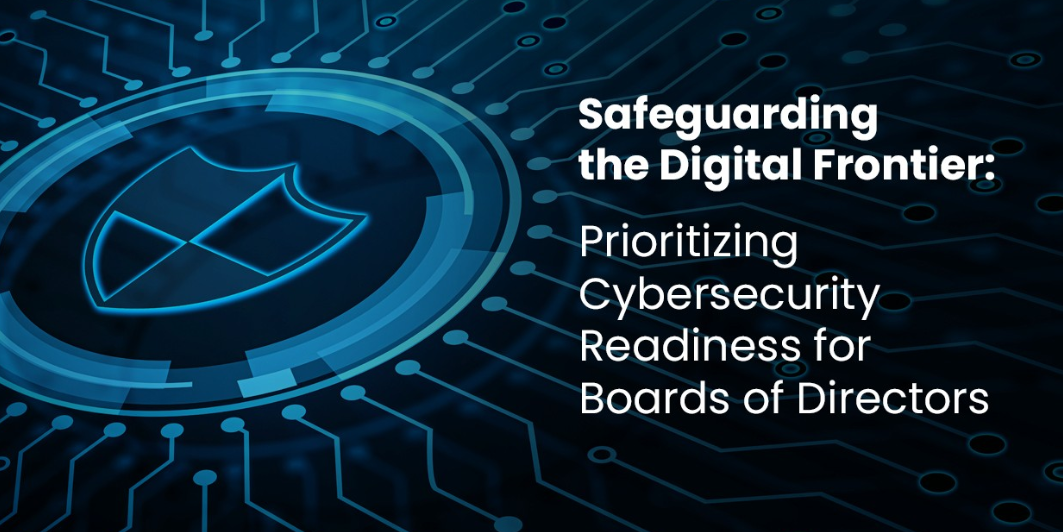 Safeguarding
the Digital Frontier:
Prioritizing
Cybersecurity
Readiness for
Boards of Directors